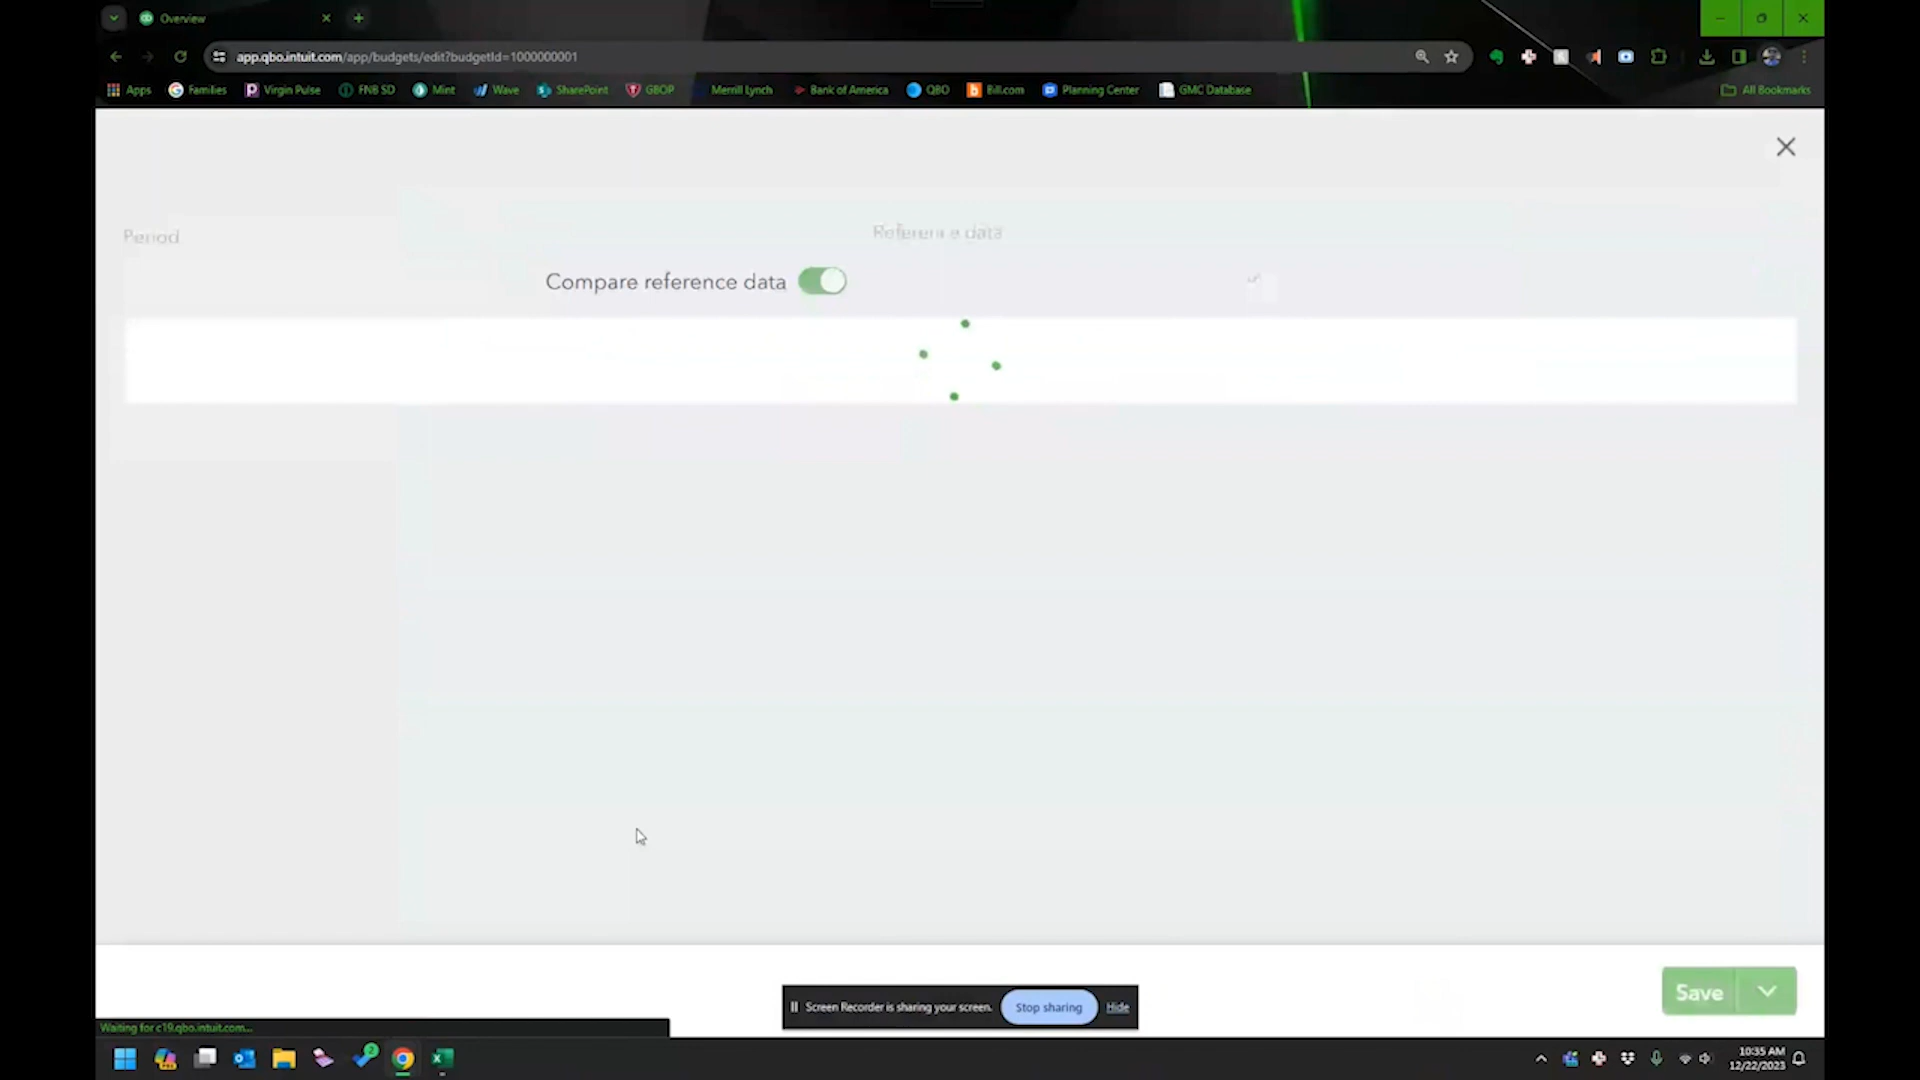 Overview
app.qbo.intuit.com/app/budgets/edit?budgetId=1000000001
Apps Families Virgin Pulse FNB SD Mint Wave SharePoint GBOP Merrill Lynch Bank of America QBO Bill.com Planning Center GMC Database All Bookmarks
Period
Reference data
Compare reference data
Save
Screen Recorder is sharing your screen. Stop sharing Hide
Waiting for c19.qbo.intuit.com...
2
10:35 AM
12/22/2023